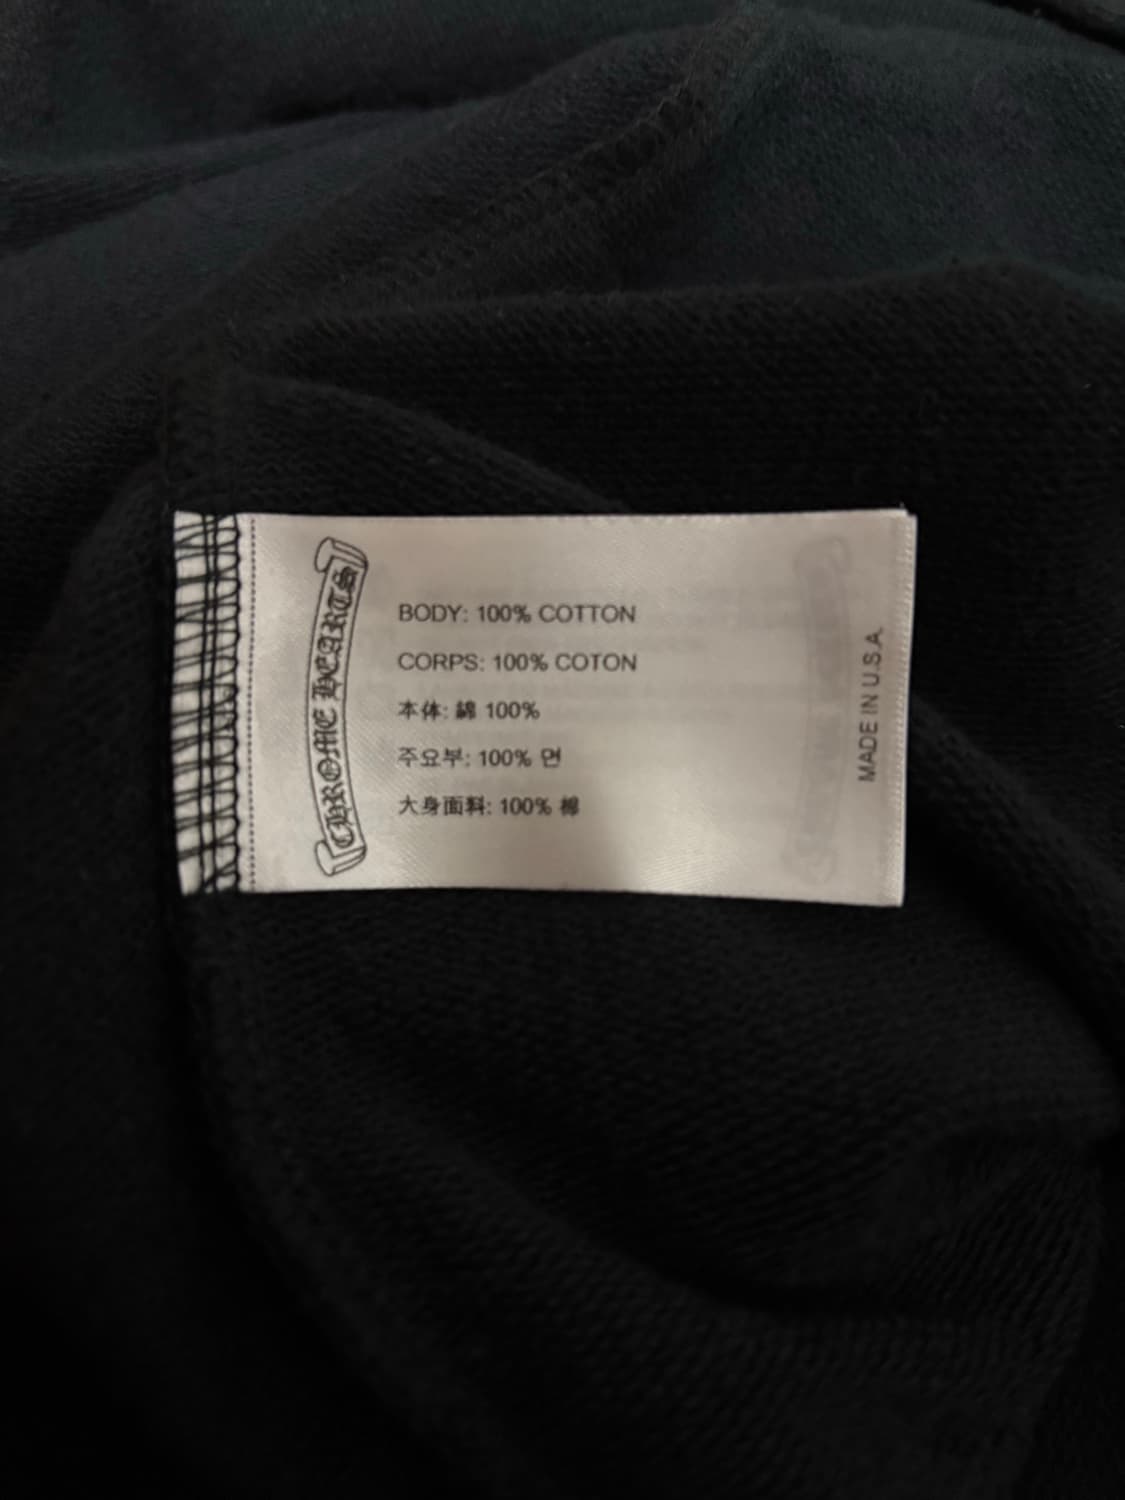 CHROME HEARTS
BODY: 100% COTTON
CORPS: 100% COTON
本体: 綿 100%
주요부: 100% 면
大身面料: 100% 棉
MADE IN U.S.A.